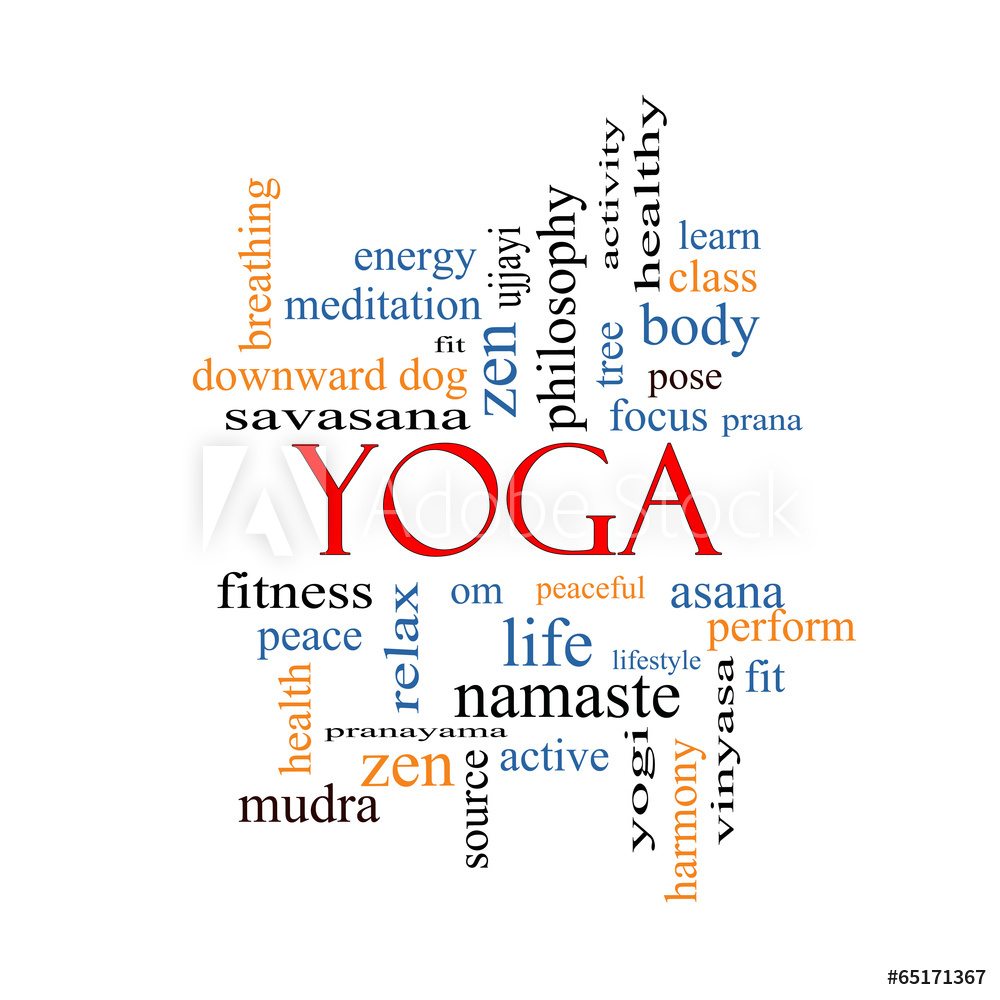 healthy
activity
breathing
philosophy
learn
ujjayi
energy
class
meditation
body
zen
tree
fit
pose
downward dog
savasana
focus
prana
YOGA
Adobe Stock
fitness
relax
om
peaceful
asana
perform
peace
life
lifestyle
fit
health
namaste
vinyasa
pranayama
yogi
zen
source
active
harmony
mudra
#65171367